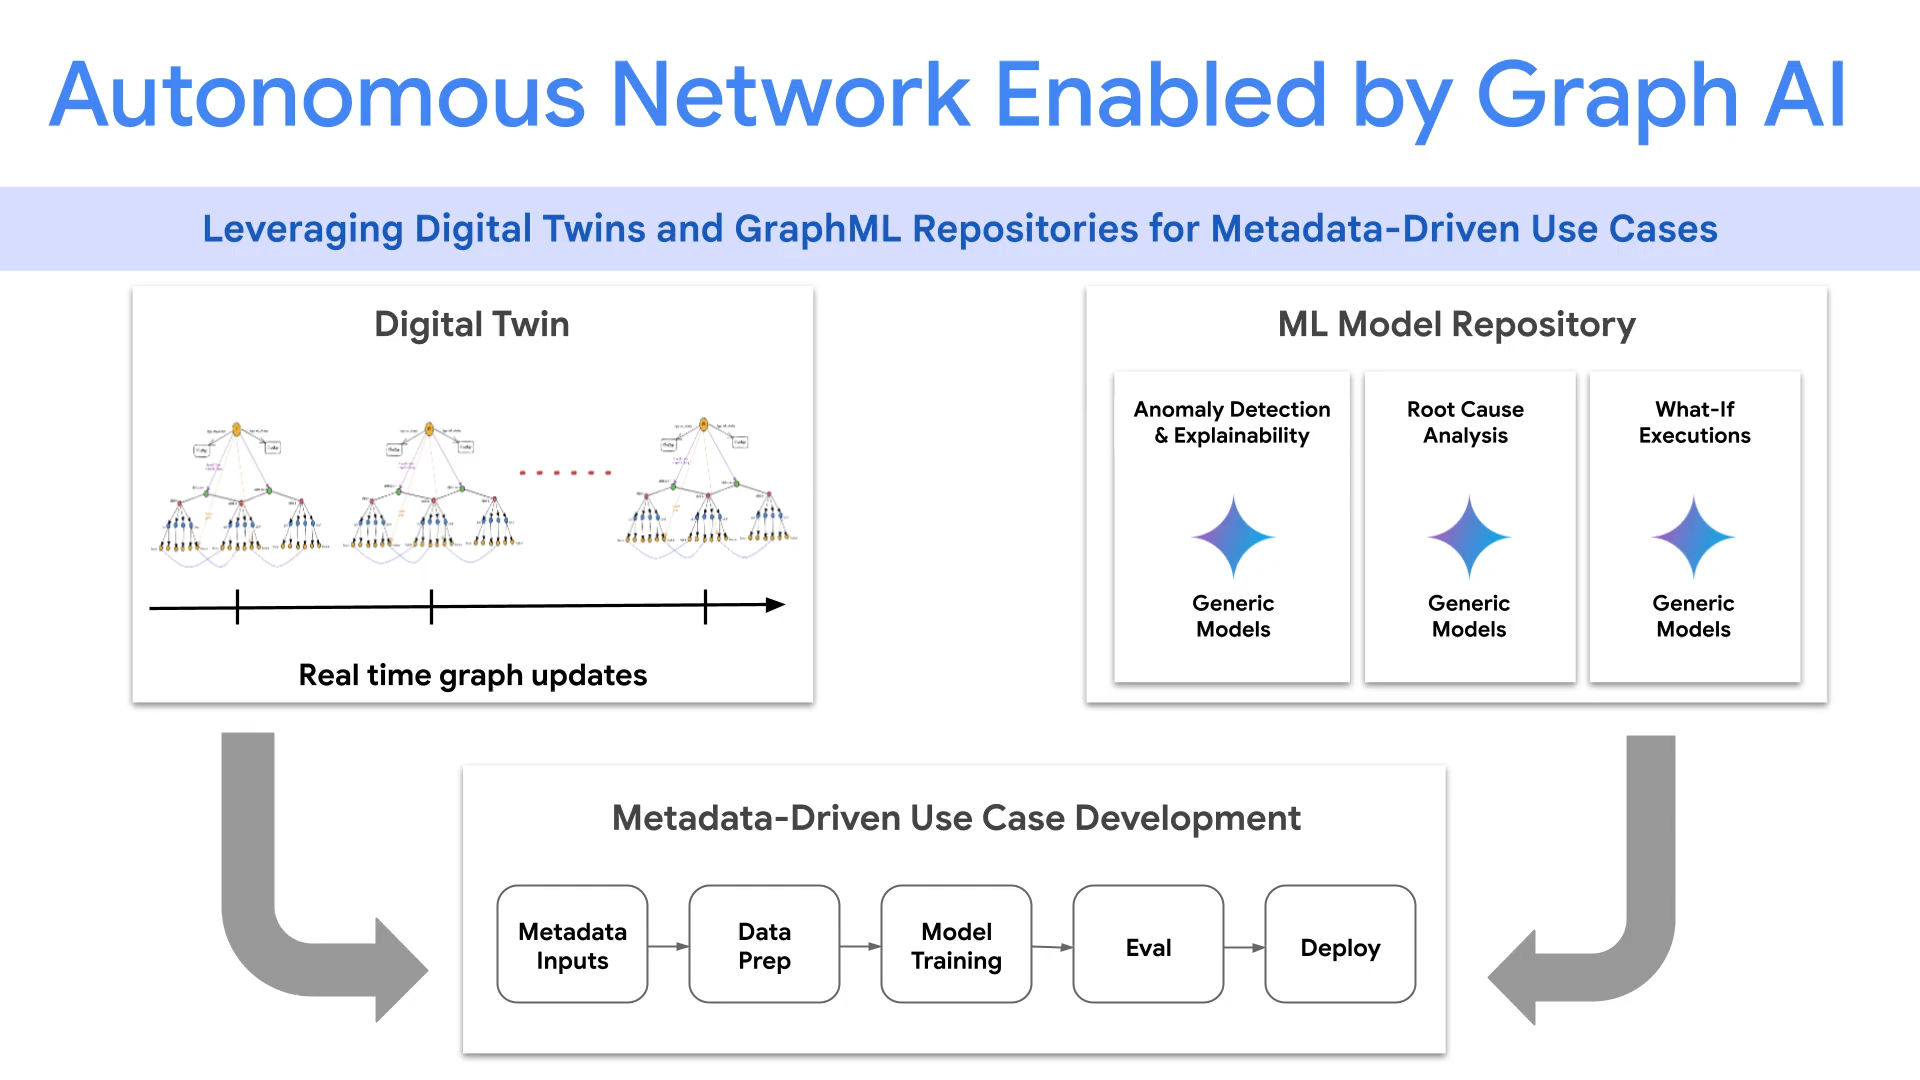 Autonomous Network Enabled by Graph AI
Leveraging Digital Twins and GraphML Repositories for Metadata-Driven Use Cases
Digital Twin
Real time graph updates
ML Model Repository
Anomaly Detection
& Explainability
Generic
Models
Root Cause
Analysis
Generic
Models
What-If
Executions
Generic
Models
Metadata-Driven Use Case Development
Metadata
Inputs
Data
Prep
Model
Training
Eval
Deploy